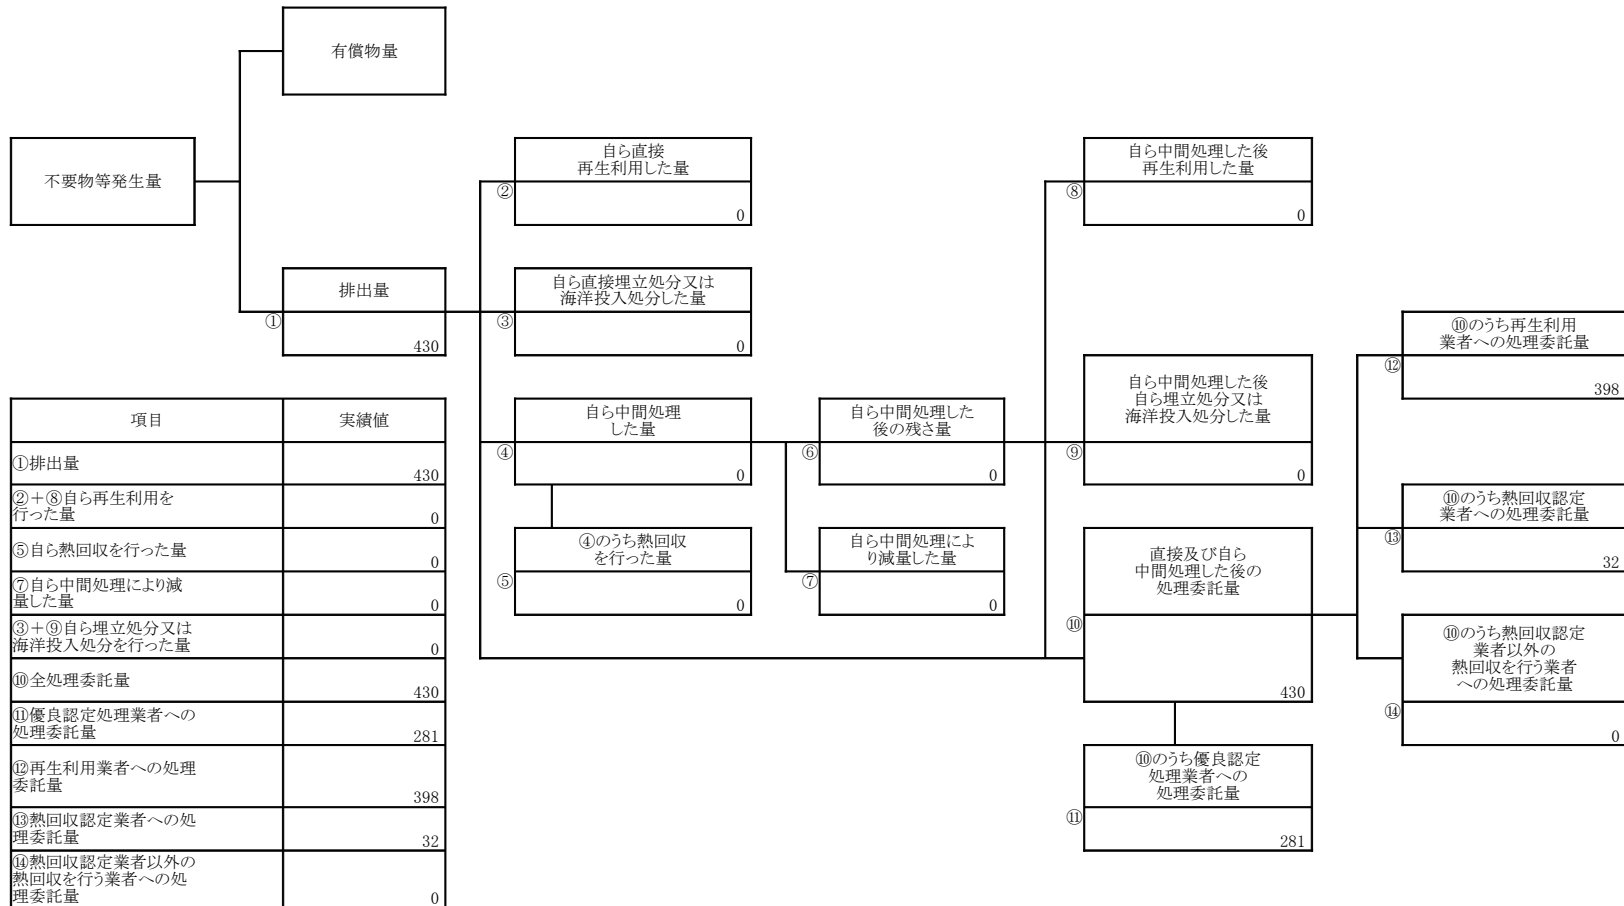 有償物量
不要物等発生量
排出量
①
430
自ら直接
再生利用した量
②
0
自ら直接埋立処分又は
海洋投入処分した量
③
0
自ら中間処理
した量
④
0
④のうち熱回収
を行った量
⑤
0
自ら中間処理した
後の残さ量
⑥
0
自ら中間処理によ
り減量した量
⑦
0
自ら中間処理した後
再生利用した量
⑧
0
自ら中間処理した後
自ら埋立処分又は
海洋投入処分した量
⑨
0
直接及び自ら
中間処理した後の
処理委託量
⑩
430
⑩のうち優良認定
処理業者への
処理委託量
⑪
281
⑩のうち再生利用
業者への処理委託量
⑫
398
⑩のうち熱回収認定
業者への処理委託量
⑬
32
⑩のうち熱回収認定
業者以外の
熱回収を行う業者
への処理委託量
⑭
0
項目 実績値
①排出量 430
②＋⑧自ら再生利用を
行った量 0
⑤自ら熱回収を行った量 0
⑦自ら中間処理により減
量した量 0
③＋⑨自ら埋立処分又は
海洋投入処分を行った量 0
⑩全処理委託量 430
⑪優良認定処理業者への
処理委託量 281
⑫再生利用業者への処理
委託量 398
⑬熱回収認定業者への処
理委託量 32
⑭熱回収認定業者以外の
熱回収を行う業者への処
理委託量 0